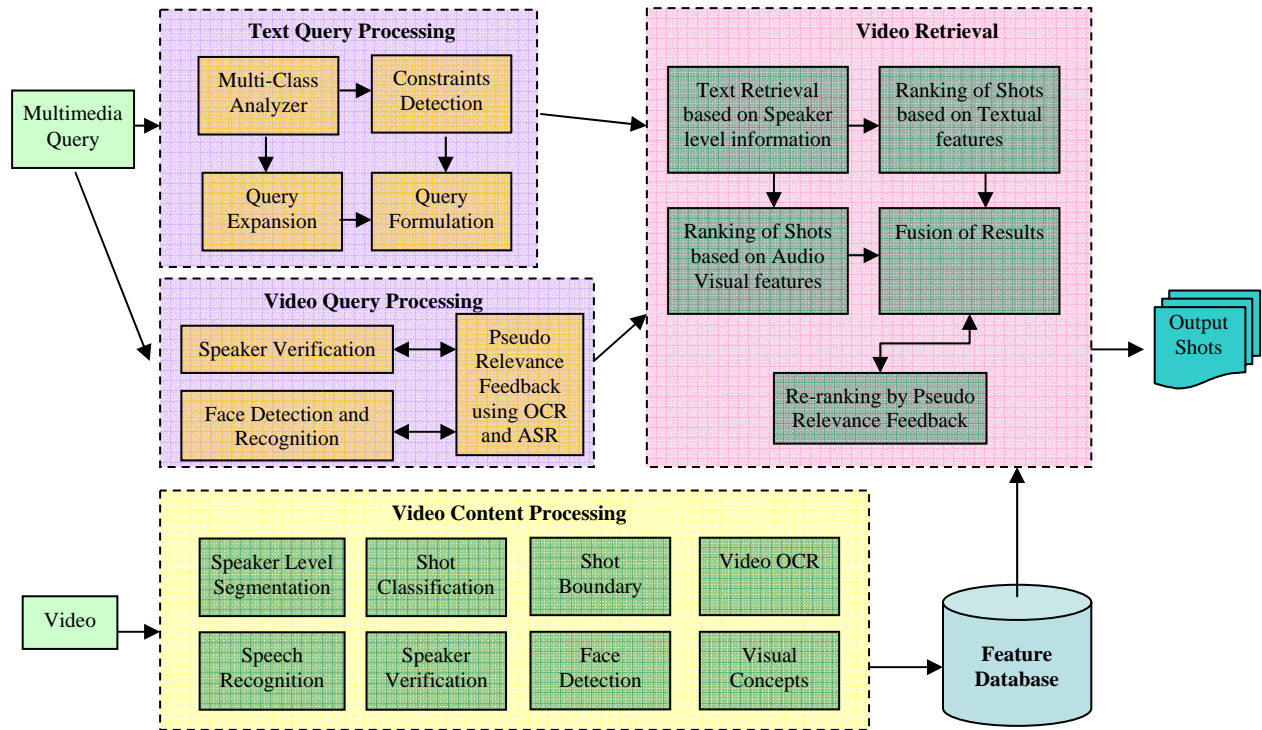 Text Query Processing
Multi-Class
Analyzer
Constraints
Detection
Query
Expansion
Query
Formulation
Multimedia
Query
Video Query Processing
Speaker Verification
Face Detection and
Recognition
Pseudo
Relevance
Feedback
using OCR
and ASR
Video Retrieval
Text Retrieval
based on Speaker
level information
Ranking of Shots
based on Textual
features
Ranking of Shots
based on Audio
Visual features
Fusion of Results
Re-ranking by Pseudo
Relevance Feedback
Output
Shots
Video Content Processing
Speaker Level
Segmentation
Shot
Classification
Shot
Boundary
Video OCR
Video
Speech
Recognition
Speaker
Verification
Face
Detection
Visual
Concepts
Feature
Database